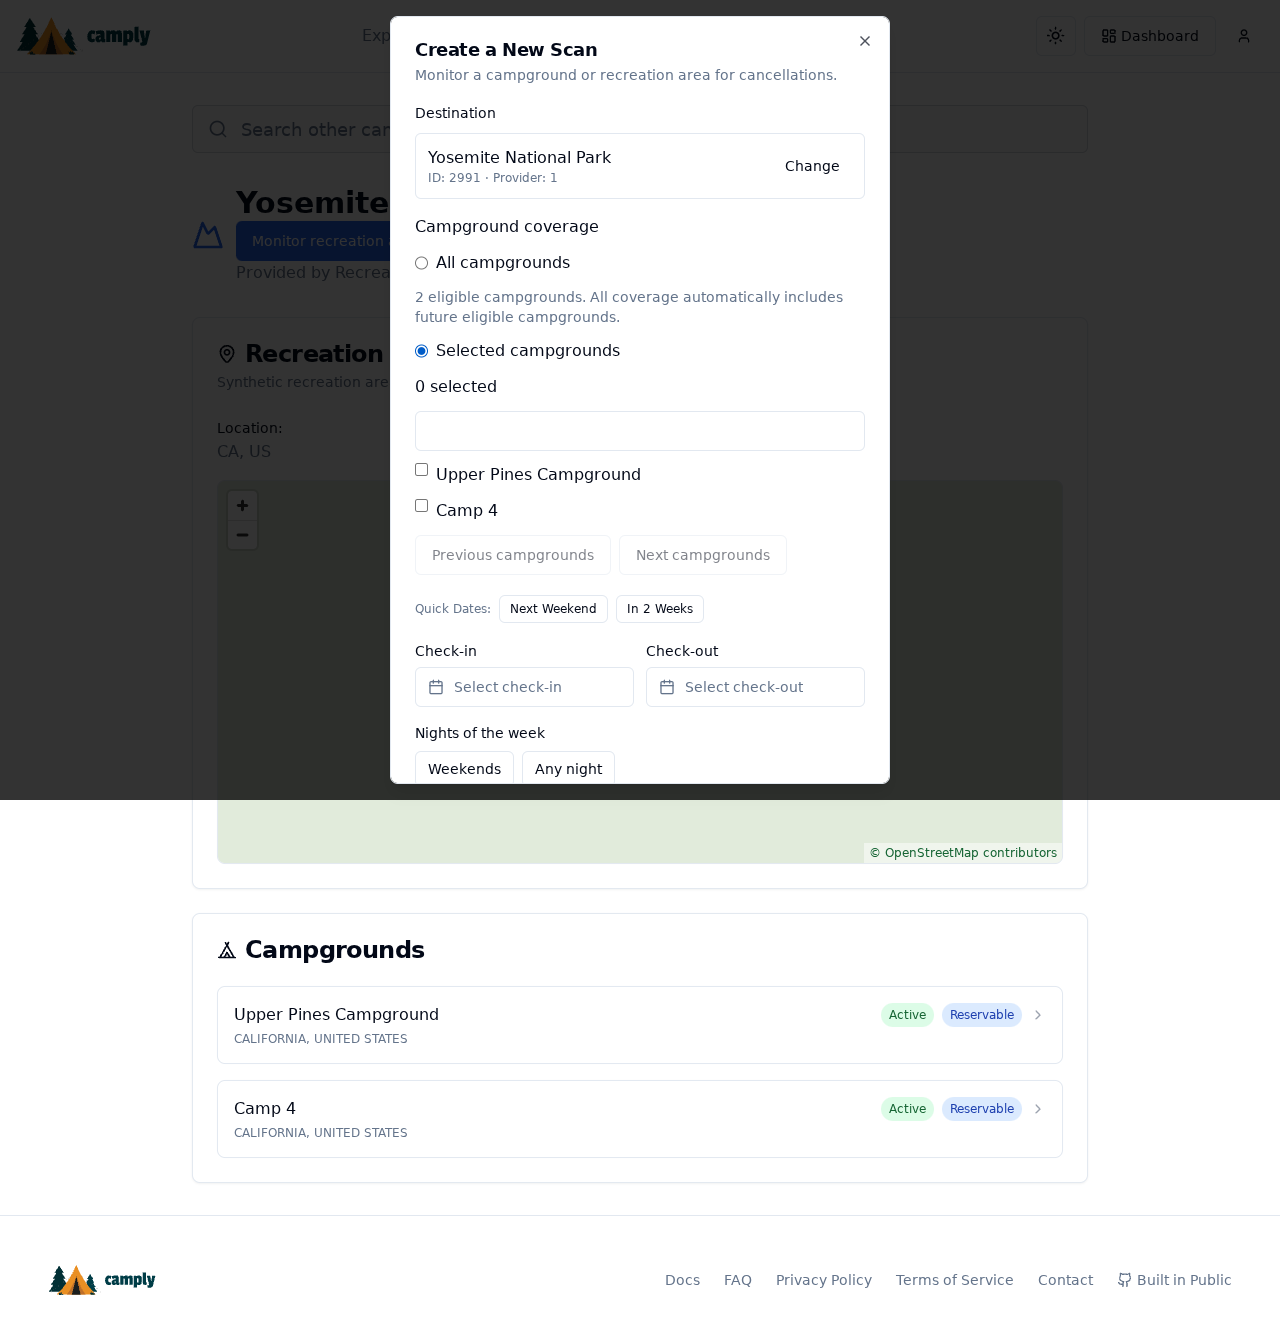 camply
Exp
Dashboard
Search other car
Yosemite
Monitor recreation a
Provided by Recrea
Recreation
Synthetic recreation are
Location:
CA, US
+
−
Create a New Scan
Monitor a campground or recreation area for cancellations.
Destination
Yosemite National Park
ID: 2991 · Provider: 1
Change
Campground coverage
All campgrounds
2 eligible campgrounds. All coverage automatically includes
future eligible campgrounds.
Selected campgrounds
0 selected
Upper Pines Campground
Camp 4
Previous campgrounds Next campgrounds
Quick Dates: Next Weekend In 2 Weeks
Check-in Check-out
Select check-in Select check-out
Nights of the week
Weekends Any night
© OpenStreetMap contributors
Campgrounds
Upper Pines Campground
Active Reservable
CALIFORNIA, UNITED STATES
Camp 4
Active Reservable
CALIFORNIA, UNITED STATES
camply
Docs FAQ Privacy Policy Terms of Service Contact Built in Public